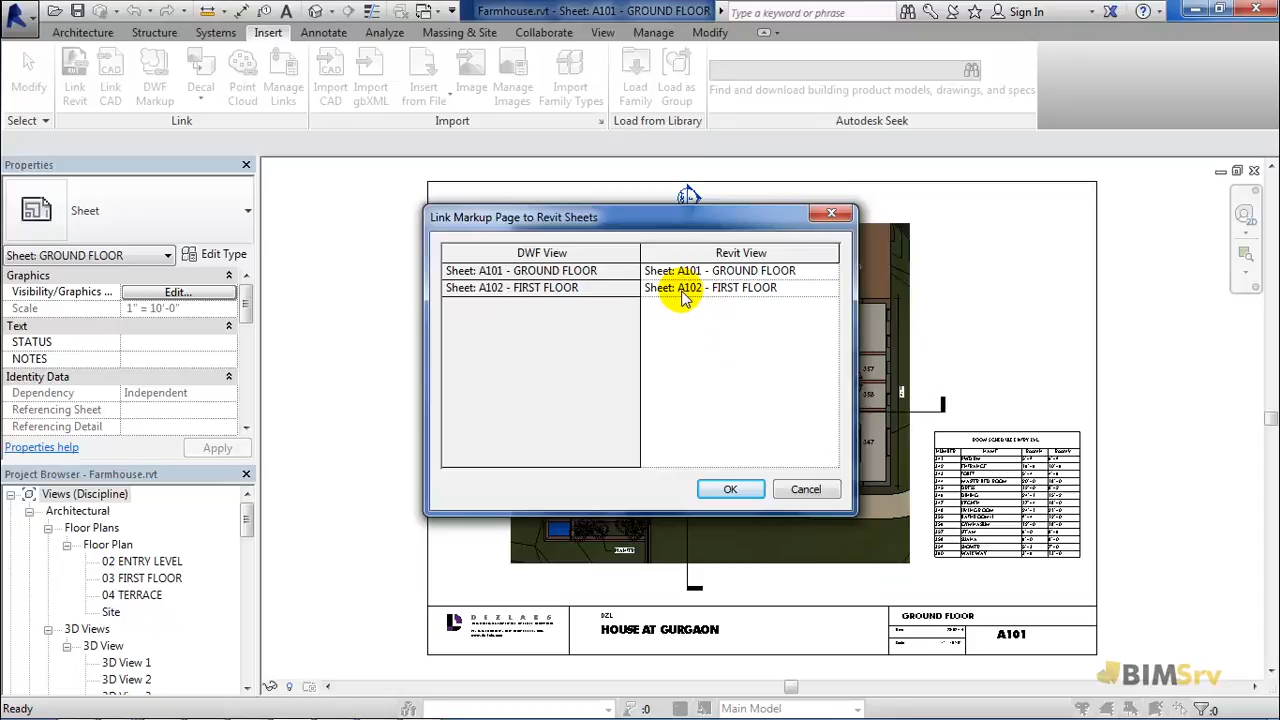 Farmhouse.rvt - Sheet: A101 - GROUND FLOOR
Type a keyword or phrase
Sign In
Architecture Structure Systems Insert Annotate Analyze Massing & Site Collaborate View Manage Modify
Modify
Link Revit
Link CAD
DWF Markup
Decal
Point Cloud
Manage Links
Import CAD
Import gbXML
Insert from File
Image
Manage Images
Import Family Types
Load Family
Load as Group
Find and download building product models, drawings, and specs
Select
Link
Import
Load from Library
Autodesk Seek
Properties
Sheet
Sheet: GROUND FLOOR
Edit Type
Graphics
Visibility/Graphics ... Edit...
Scale 1" = 10'-0"
Text
STATUS
NOTES
Identity Data
Dependency Independent
Referencing Sheet
Referencing Detail
Properties help
Apply
Project Browser - Farmhouse.rvt
Views (Discipline)
Architectural
Floor Plans
Floor Plan
02 ENTRY LEVEL
03 FIRST FLOOR
04 TERRACE
Site
3D Views
3D View
3D View 1
3D View 2
Link Markup Page to Revit Sheets
DWF View Revit View
Sheet: A101 - GROUND FLOOR Sheet: A101 - GROUND FLOOR
Sheet: A102 - FIRST FLOOR Sheet: A102 - FIRST FLOOR
OK
Cancel
357
358
347
DEZLABS
DZL
HOUSE AT GURGAON
GROUND FLOOR
A101
BIMSrv
Ready
:0
Main Model
:0